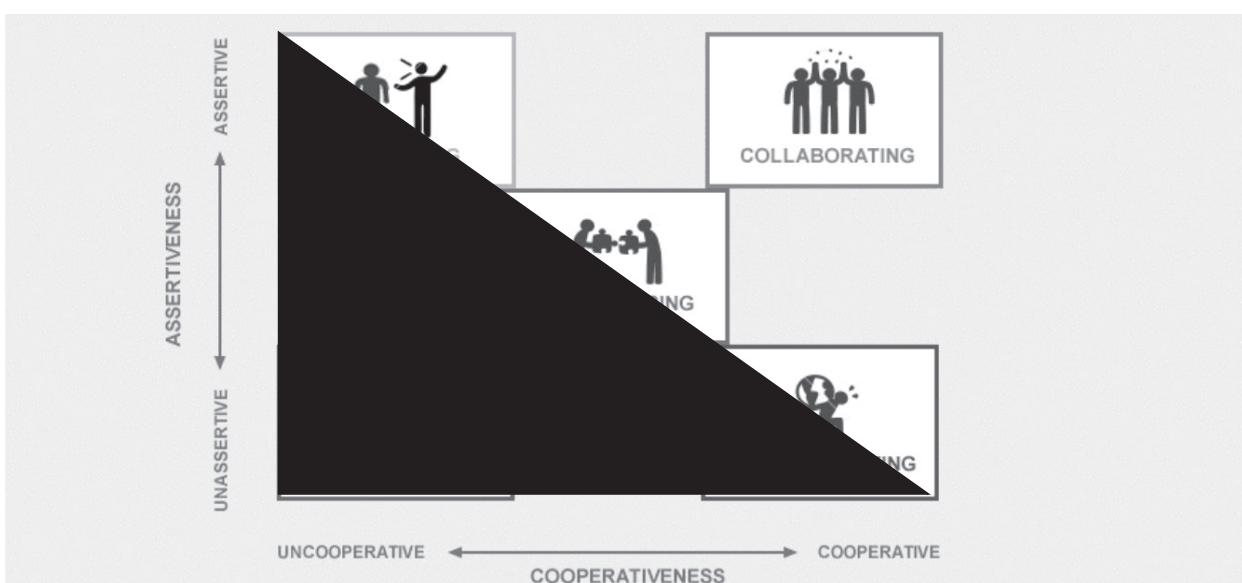 ASSERTIVE
COLLABORATING
ASSERTIVENESS
UNASSERTIVE
UNCOOPERATIVE
COOPERATIVE
COOPERATIVENESS